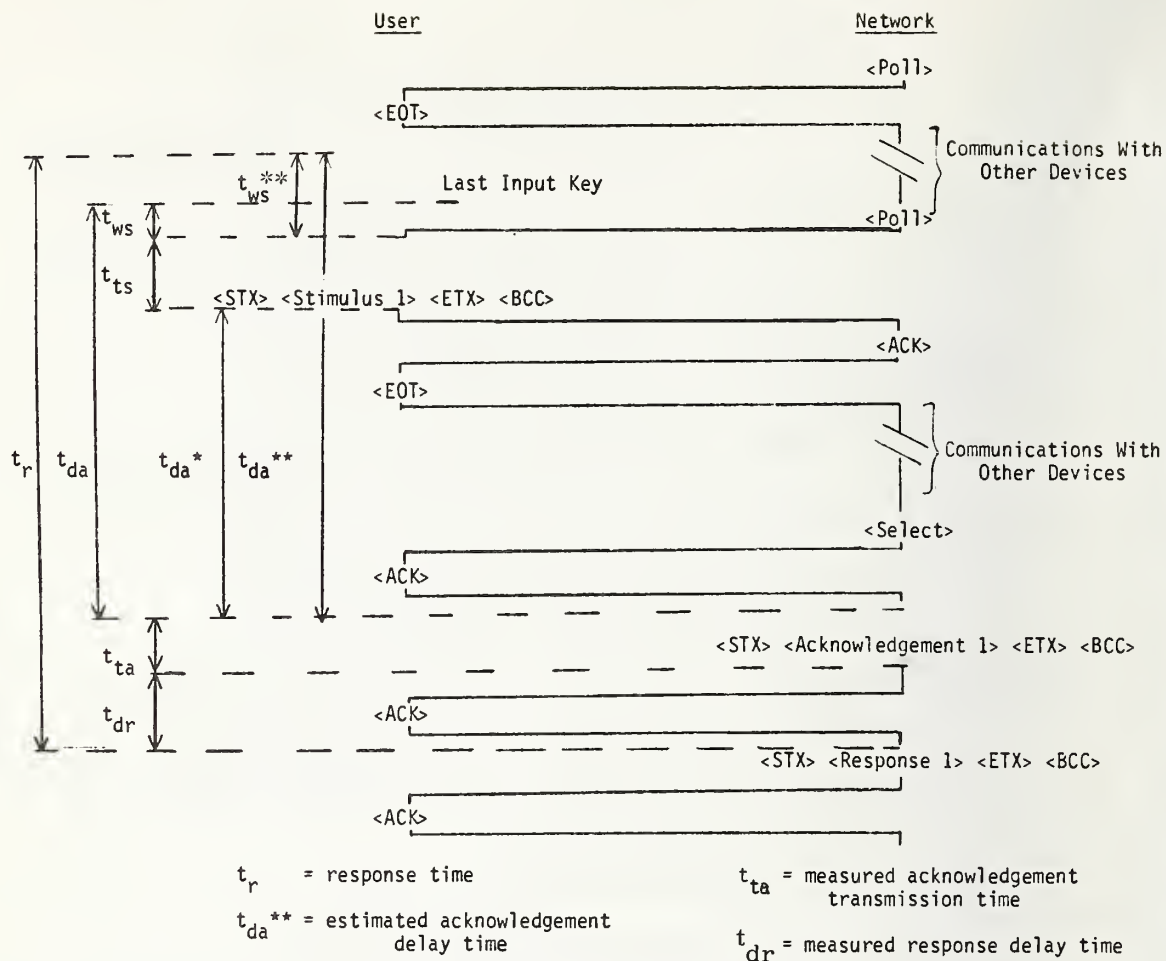 User Network
<Poll>
<EOT>
Communications With
Other Devices
t_ws** Last Input Key
t_ws
<Poll>
t_ts
<STX> <Stimulus 1> <ETX> <BCC>
<ACK>
<EOT>
t_r t_da t_da* t_da**
Communications With
Other Devices
<Select>
<ACK>
t_ta
<STX> <Acknowledgement 1> <ETX> <BCC>
t_dr
<ACK>
<STX> <Response 1> <ETX> <BCC>
<ACK>
t_r = response time
t_da** = estimated acknowledgement
delay time
t_ta = measured acknowledgement
transmission time
t_dr = measured response delay time